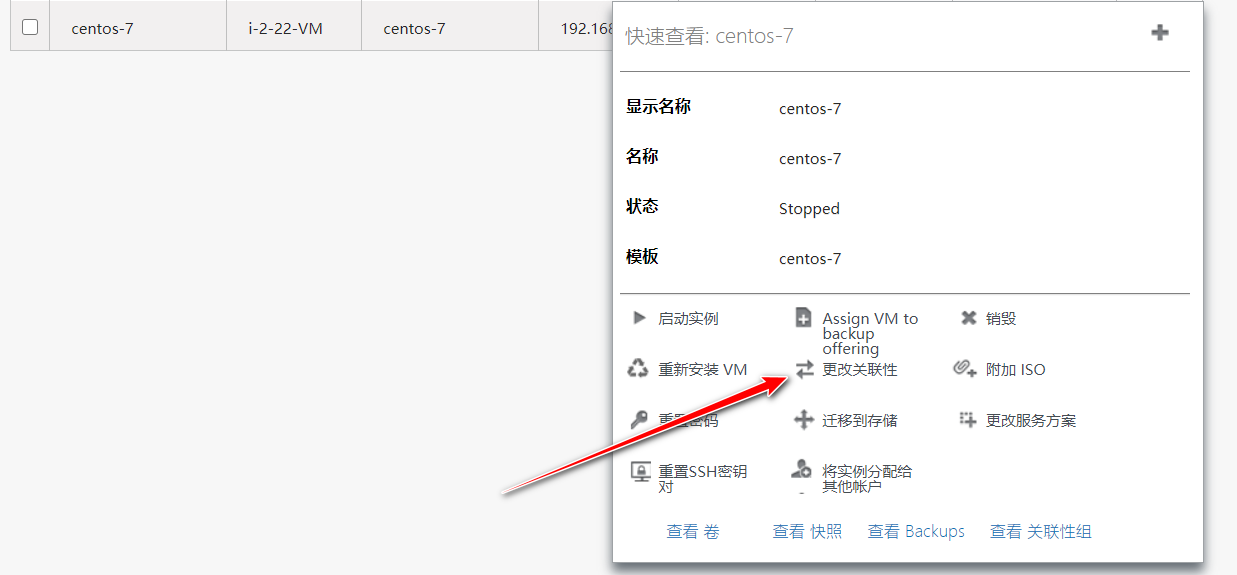 centos-7 i-2-22-VM centos-7 192.168
快速查看: centos-7
显示名称 centos-7
名称 centos-7
状态 Stopped
模板 centos-7
启动实例 Assign VM to backup offering 销毁
重新安装 VM 更改关联性 附加 ISO
重置密码 迁移到存储 更改服务方案
重置SSH密钥对 将实例分配给其他帐户
查看 卷 查看 快照 查看 Backups 查看 关联性组